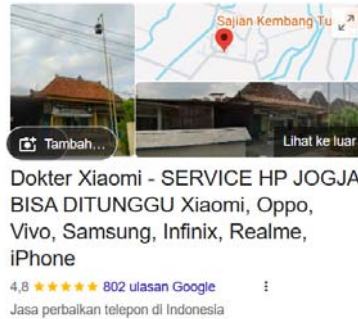 Sajian Kembang Tu
Tambah...
Lihat ke luar
Dokter Xiaomi - SERVICE HP JOGJA
BISA DITUNGGU Xiaomi, Oppo,
Vivo, Samsung, Infinix, Realme,
iPhone
4,8 ★★★★★ 802 ulasan Google
Jasa perbaikan telepon di Indonesia